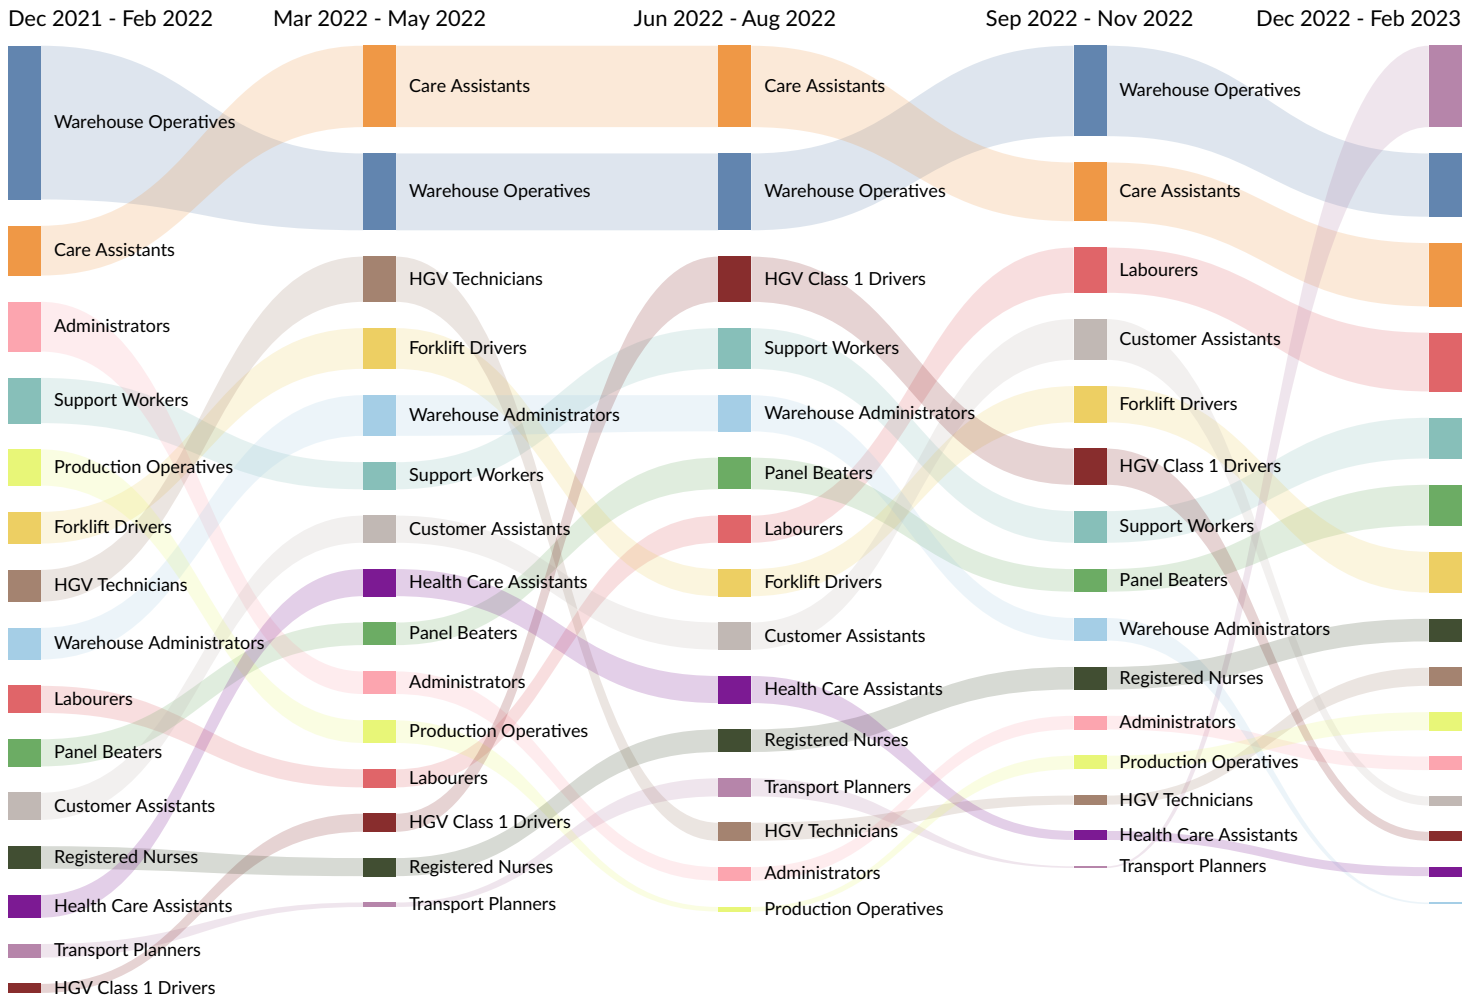 Dec 2021 - Feb 2022
Mar 2022 - May 2022
Jun 2022 - Aug 2022
Sep 2022 - Nov 2022
Dec 2022 - Feb 2023
Warehouse Operatives
Care Assistants
Administrators
Support Workers
Production Operatives
Forklift Drivers
HGV Technicians
Warehouse Administrators
Labourers
Panel Beaters
Customer Assistants
Registered Nurses
Health Care Assistants
Transport Planners
HGV Class 1 Drivers
Care Assistants
Warehouse Operatives
HGV Technicians
Forklift Drivers
Warehouse Administrators
Support Workers
Customer Assistants
Health Care Assistants
Panel Beaters
Administrators
Production Operatives
Labourers
HGV Class 1 Drivers
Registered Nurses
Transport Planners
Care Assistants
Warehouse Operatives
HGV Class 1 Drivers
Support Workers
Warehouse Administrators
Panel Beaters
Labourers
Forklift Drivers
Customer Assistants
Health Care Assistants
Registered Nurses
Transport Planners
HGV Technicians
Administrators
Production Operatives
Warehouse Operatives
Care Assistants
Labourers
Customer Assistants
Forklift Drivers
HGV Class 1 Drivers
Support Workers
Panel Beaters
Warehouse Administrators
Registered Nurses
Administrators
Production Operatives
HGV Technicians
Health Care Assistants
Transport Planners